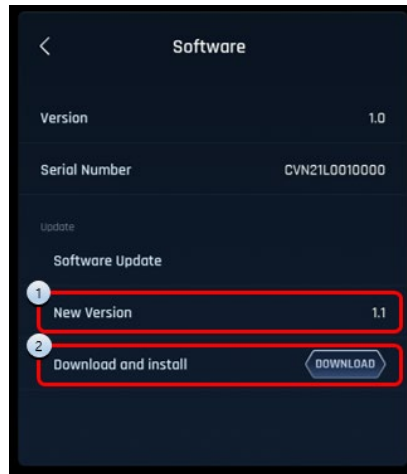 Software
Version 1.0
Serial Number CVN21L0010000
Update
Software Update
1
New Version 1.1
2
Download and install DOWNLOAD